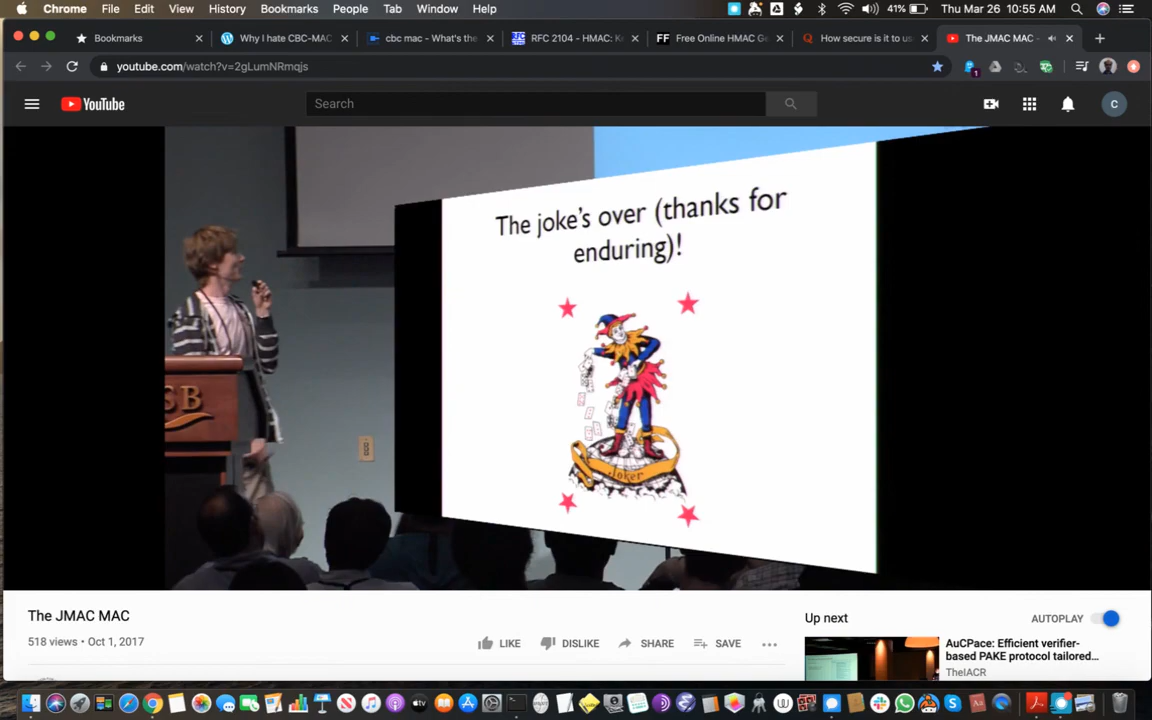 Chrome File Edit View History Bookmarks People Tab Window Help 41% Thu Mar 26 10:55 AM
Bookmarks Why I hate CBC-MAC cbc mac - What's the RFC 2104 - HMAC: Ke Free Online HMAC Ge How secure is it to us The JMAC MAC -
youtube.com/watch?v=2gLumNRmqjs 1
YouTube Search C
The joke's over (thanks for
enduring)!
Joker
SB
The JMAC MAC
518 views • Oct 1, 2017 LIKE DISLIKE SHARE SAVE
Up next AUTOPLAY
AuCPace: Efficient verifier-
based PAKE protocol tailored...
TheIACR